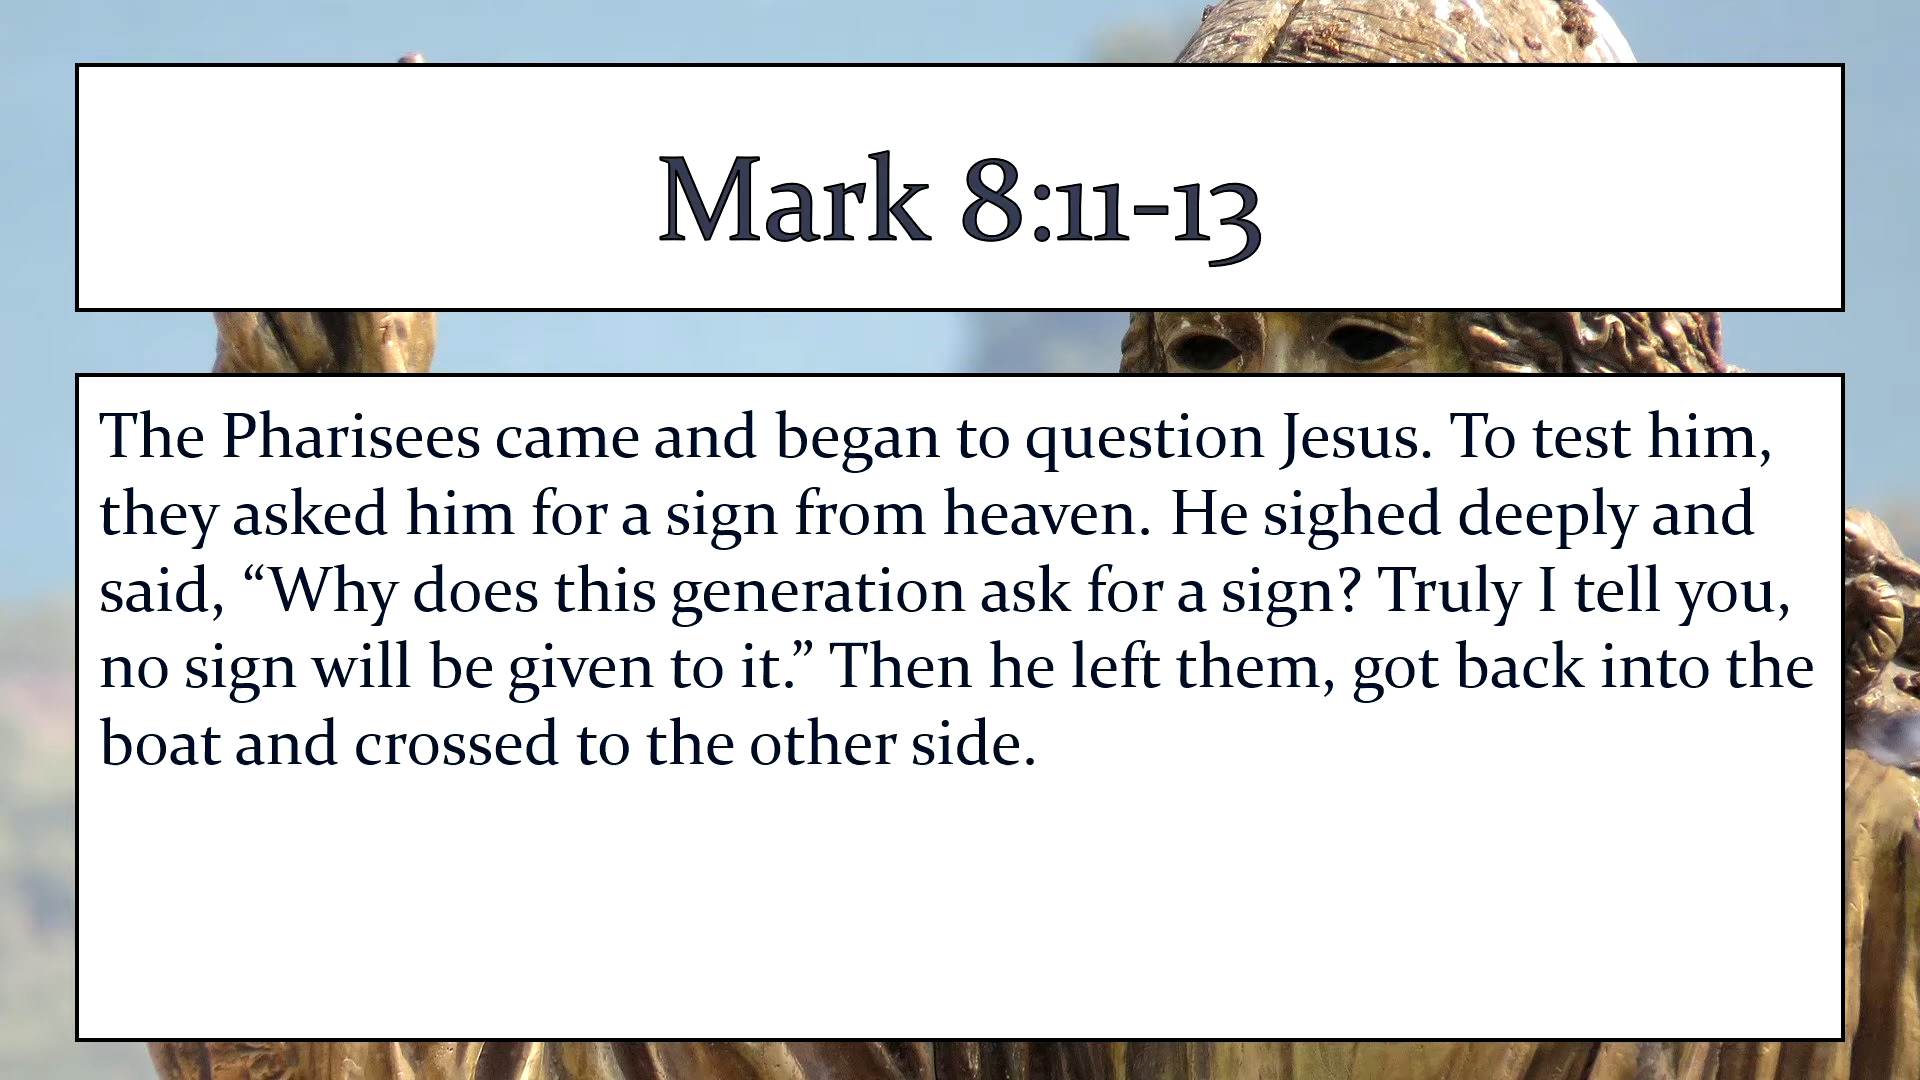 Mark 8:11-13
The Pharisees came and began to question Jesus. To test him,
they asked him for a sign from heaven. He sighed deeply and
said, “Why does this generation ask for a sign? Truly I tell you,
no sign will be given to it.” Then he left them, got back into the
boat and crossed to the other side.